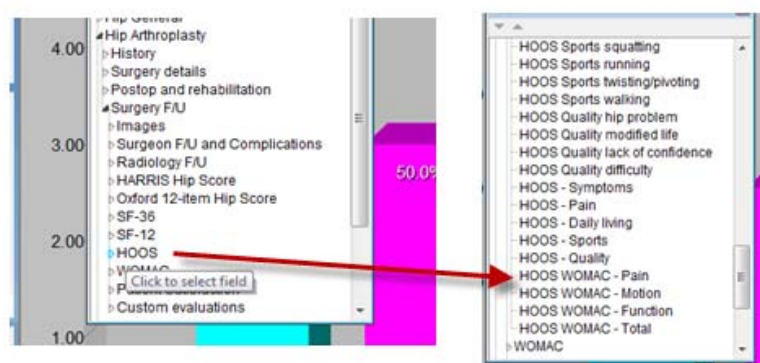 Hip General
4.00
Hip Arthroplasty
History
Surgery details
Postop and rehabilitation
Surgery F/U
Images
3.00
Surgeon F/U and Complications
Radiology F/U
50.0%
HARRIS Hip Score
Oxford 12-item Hip Score
SF-36
2.00
SF-12
HOOS
WOMAC
Click to select field
Custom evaluations
1.00
HOOS Sports squatting
HOOS Sports running
HOOS Sports twisting/pivoting
HOOS Sports walking
HOOS Quality hip problem
HOOS Quality modified life
HOOS Quality lack of confidence
HOOS Quality difficulty
HOOS - Symptoms
HOOS - Pain
HOOS - Daily living
HOOS - Sports
HOOS - Quality
HOOS WOMAC - Pain
HOOS WOMAC - Motion
HOOS WOMAC - Function
HOOS WOMAC - Total
WOMAC